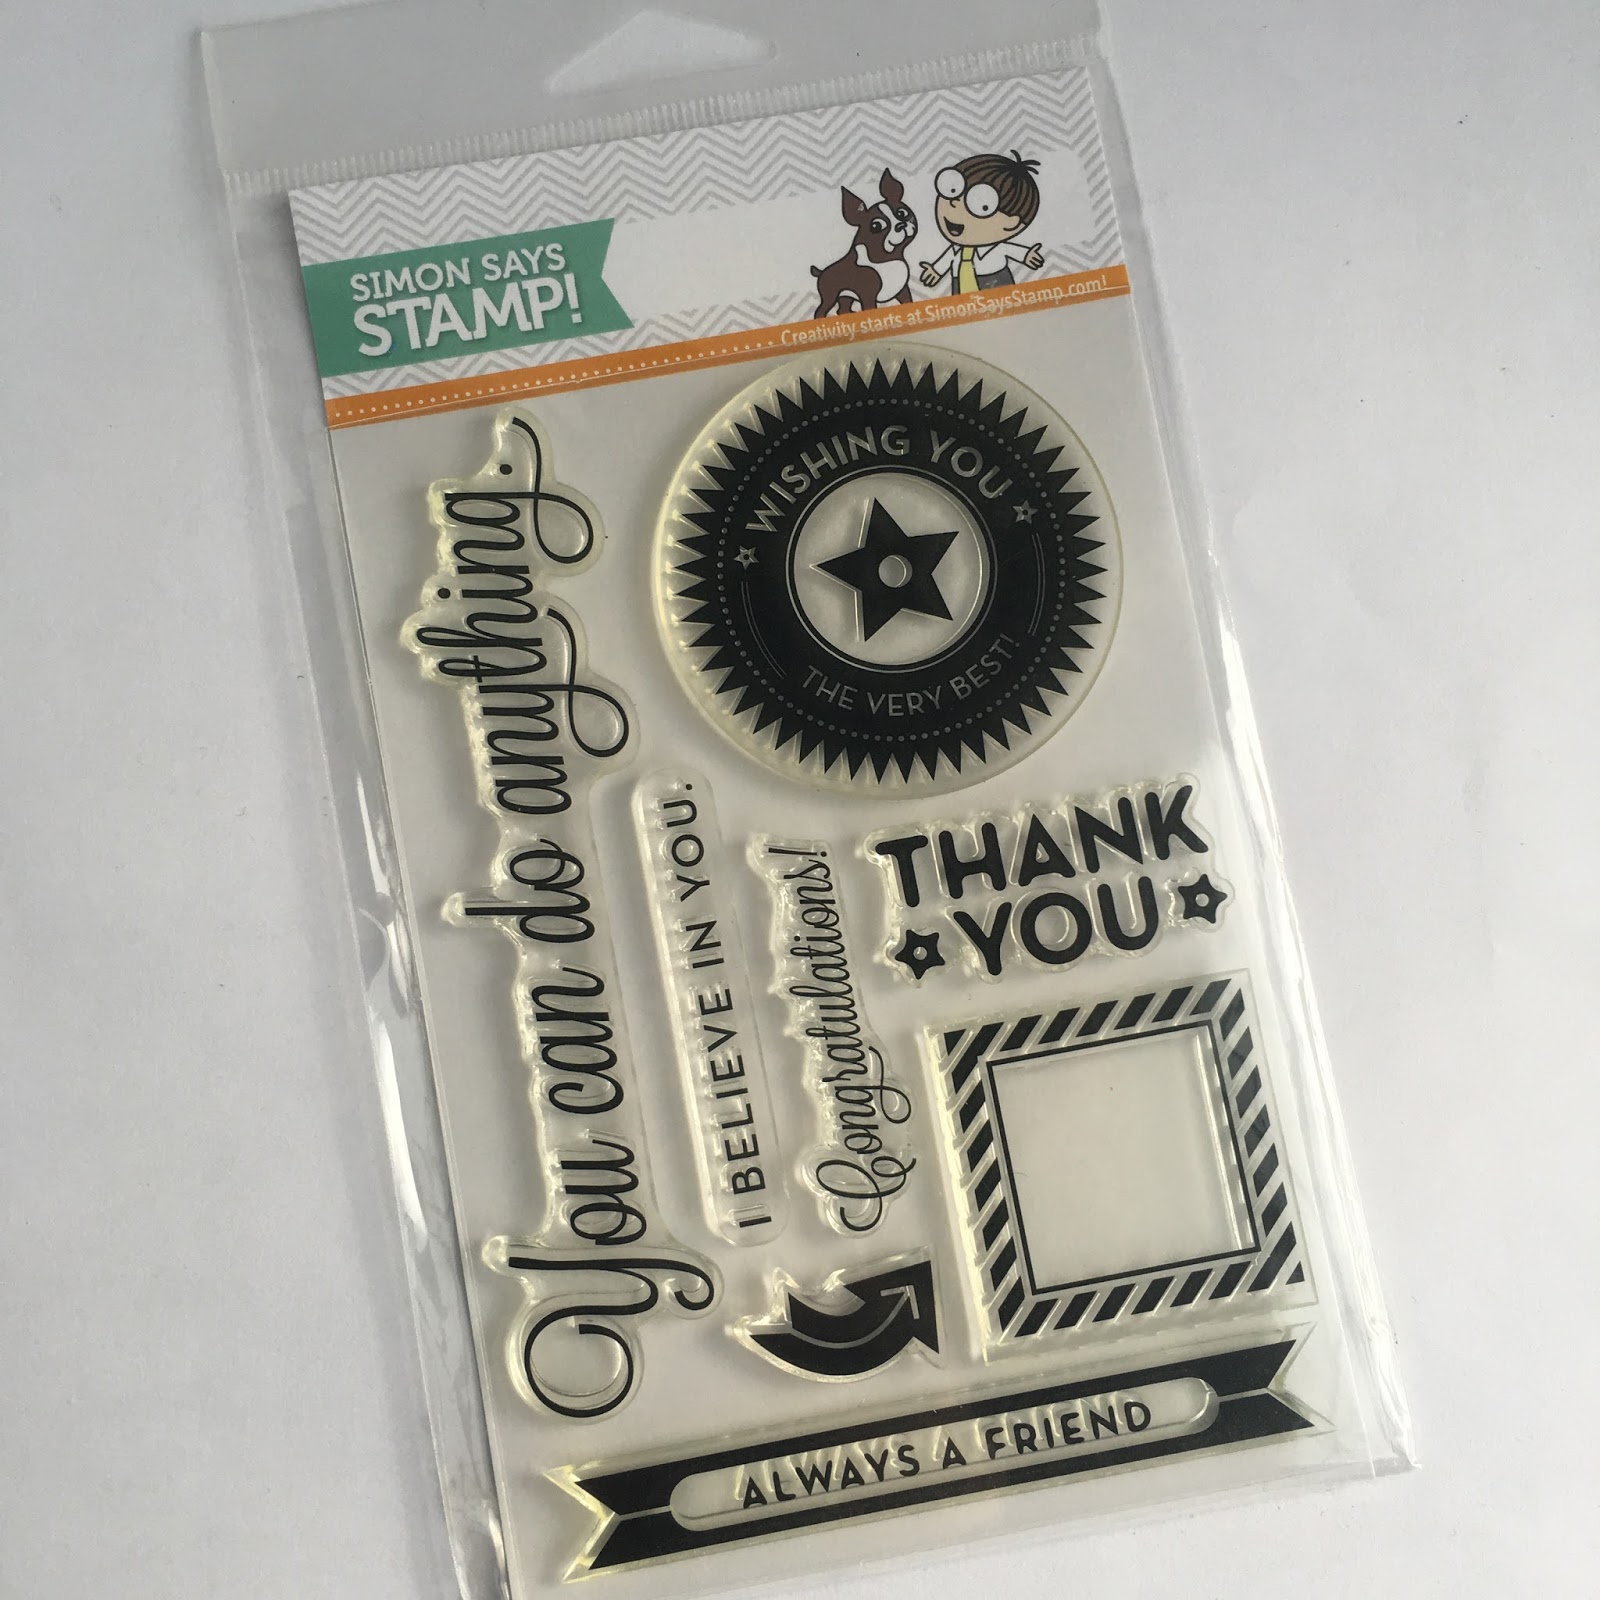 SIMON SAYS
STAMP!
Creativity starts at SimonSaysStamp.com!
WISHING YOU
THE VERY BEST!
You can do anything.
I BELIEVE IN YOU.
Congratulations!
THANK
YOU
ALWAYS A FRIEND